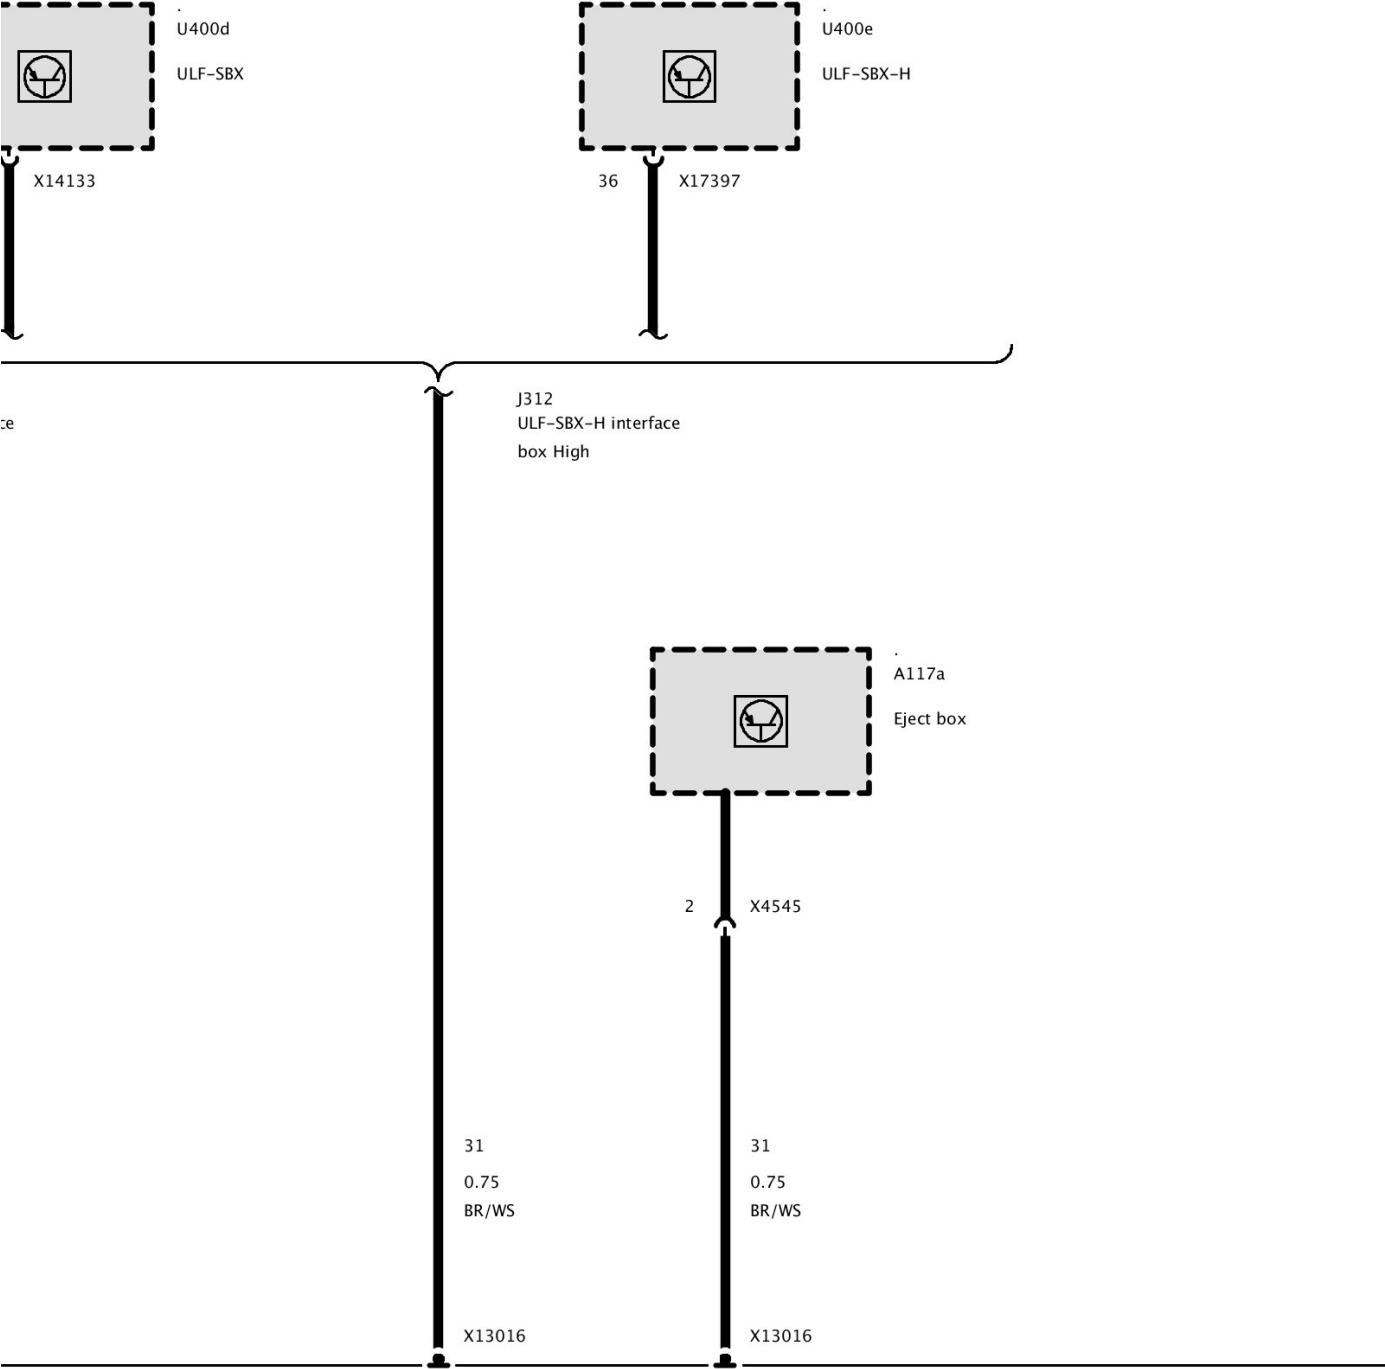 U400d
ULF-SBX
U400e
ULF-SBX-H
X14133
36
X17397
J312
ULF-SBX-H interface
box High
ce
A117a
Eject box
2
X4545
31
0.75
BR/WS
31
0.75
BR/WS
X13016
X13016